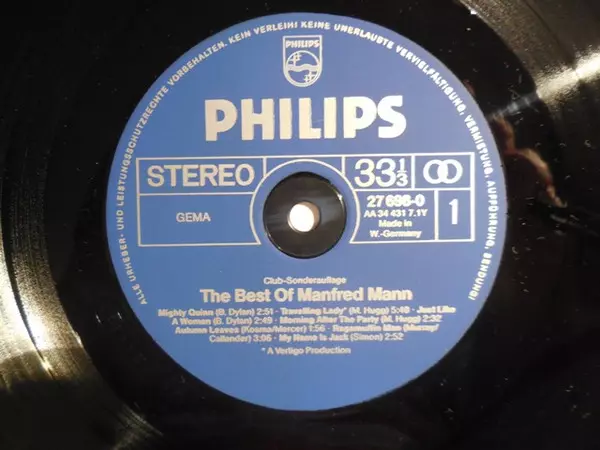 ALLE URHEBER- UND LEISTUNGSSCHUTZRECHTE VORBEHALTEN. KEIN VERLEIH! KEINE UNERLAUBTE VERVIELFÄLTIGUNG, VERMIETUNG, AUFFÜHRUNG, SENDUNG!
PHILIPS
PHILIPS
STEREO
33 1/3
GEMA
27 698-0
AA 34 431 7.1Y
Made in
W.-Germany
1
Club-Sonderauflage
The Best Of Manfred Mann
Mighty Quinn (B. Dylan) 2:51 · Travelling Lady* (M. Hugg) 5:48 · Just Like
A Woman (B. Dylan) 2:49 · Morning After The Party (M. Hugg) 2:32
Autumn Leaves (Kosma/Mercer) 1:56 · Ragamuffin Man (Murray/
Callander) 3:06 · My Name Is Jack (Simon) 2:52
* A Vertigo Production